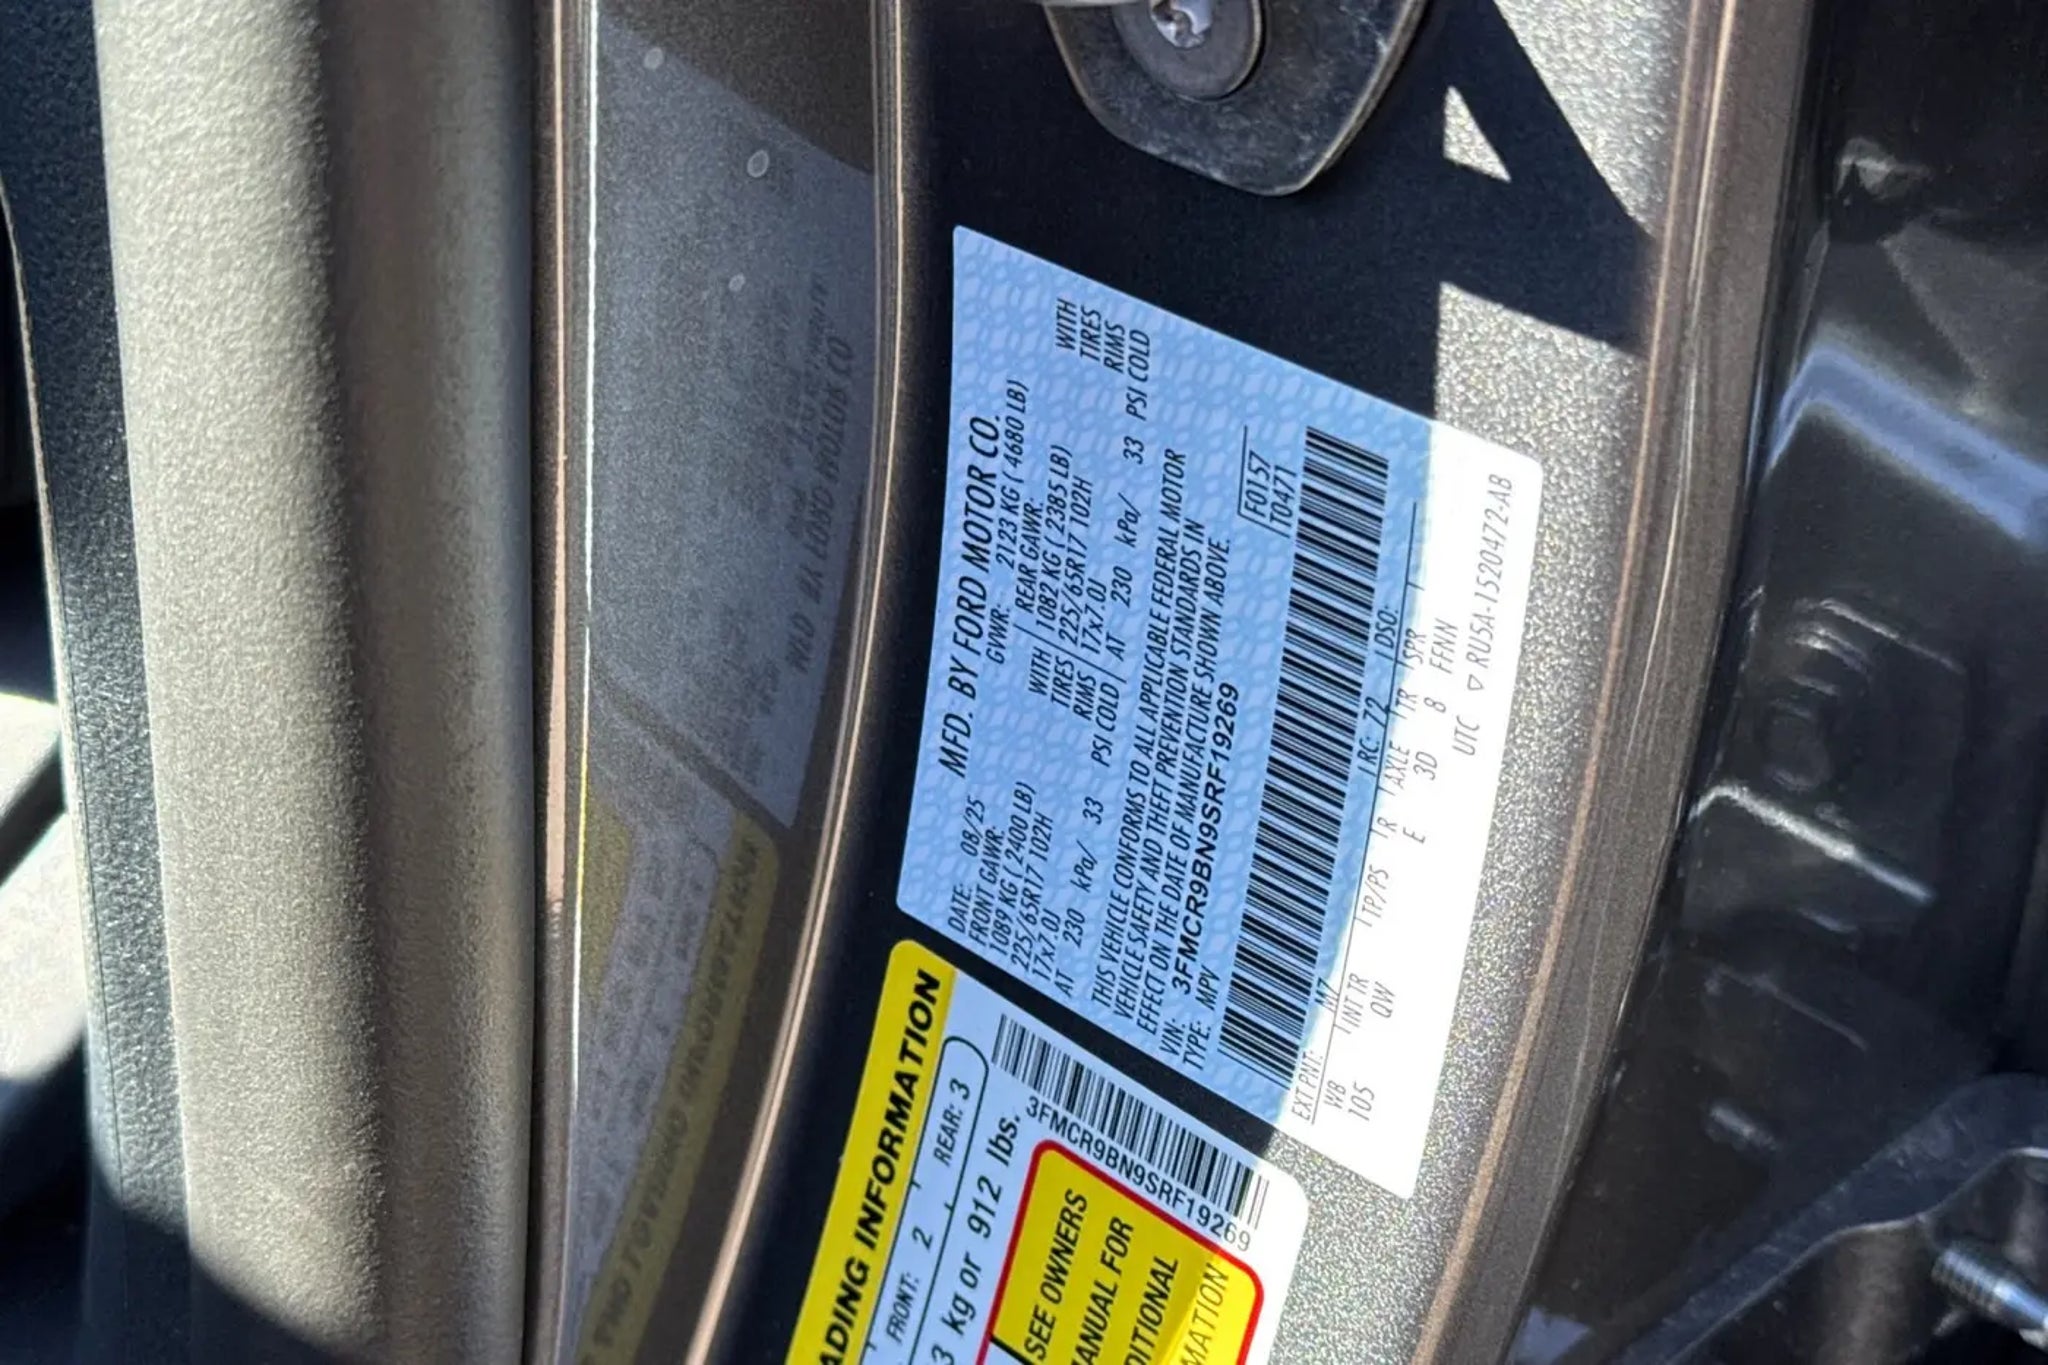 MFD. BY FORD MOTOR CO.
DATE: 08/25 GVWR: 2123 KG ( 4680 LB)
FRONT GAWR: REAR GAWR:
1089 KG ( 2400 LB) WITH 1082 KG ( 2385 LB) WITH
225/65R17 102H TIRES 225/65R17 102H TIRES
17x7.0J RIMS 17x7.0J RIMS
AT 230 kPa/ 33 PSI COLD AT 230 kPa/ 33 PSI COLD
THIS VEHICLE CONFORMS TO ALL APPLICABLE FEDERAL MOTOR
VEHICLE SAFETY AND THEFT PREVENTION STANDARDS IN
EFFECT ON THE DATE OF MANUFACTURE SHOWN ABOVE.
VIN: 3FMCR9BN9SRF19269
TYPE: MPV
F0157
T0471
EXT PNT: M7 RC: 72 DSO:
WB INT TR TP/PS R AXLE TR SPR
105 QW E 3D 8 FFNN
UTC ▽ RU5A-1520472-AB
ADING INFORMATION
FRONT: 2 REAR: 3
3 kg or 912 lbs.
3FMCR9BN9SRF19269
SEE OWNERS
MANUAL FOR
DITIONAL
MATION